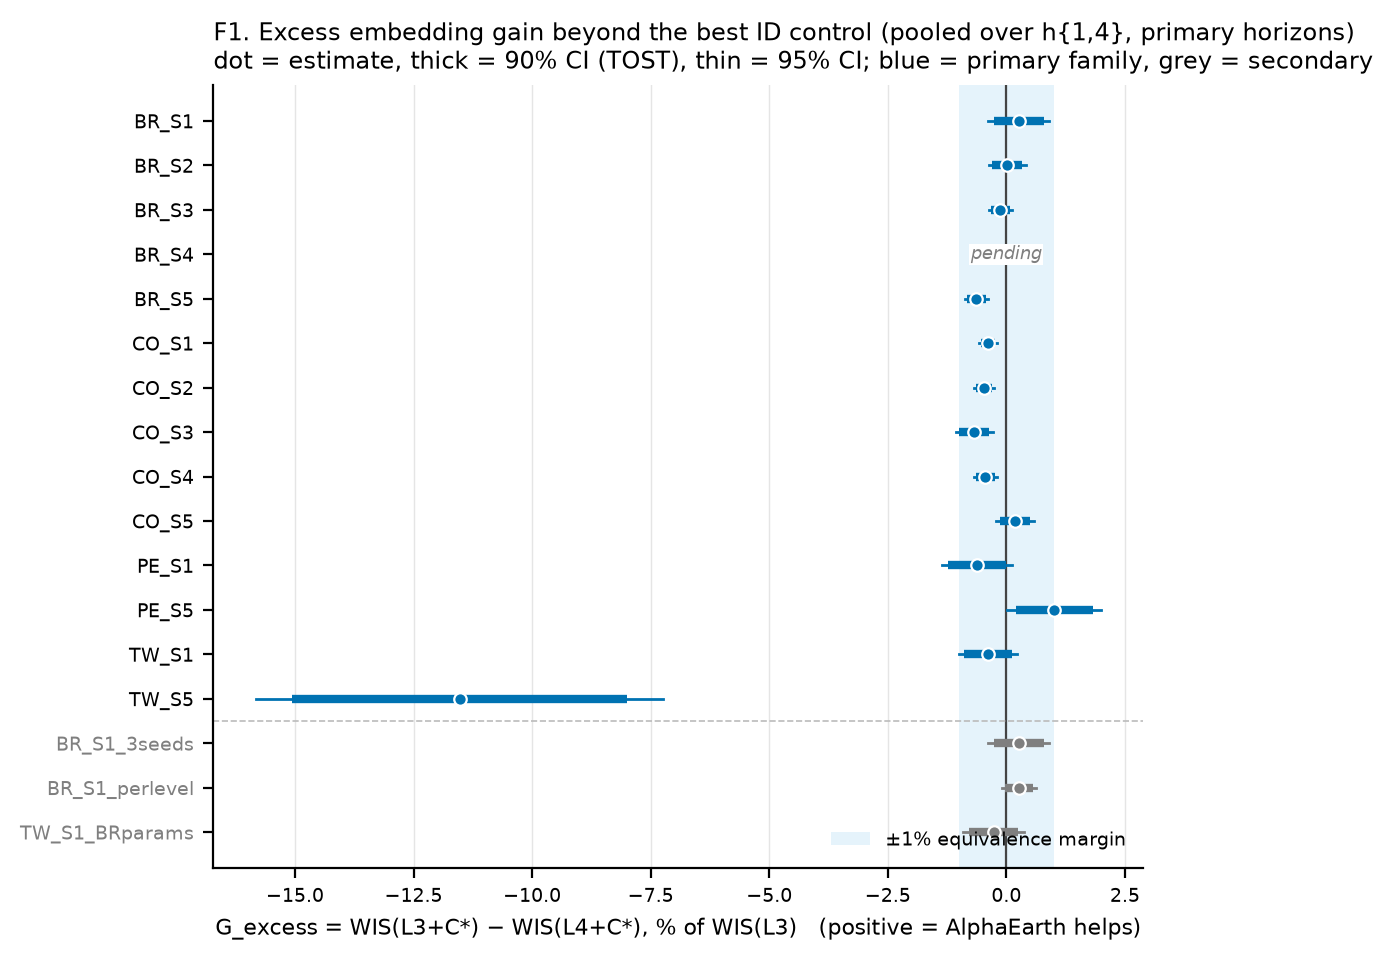 F1. Excess embedding gain beyond the best ID control (pooled over h{1,4}, primary horizons)
dot = estimate, thick = 90% CI (TOST), thin = 95% CI; blue = primary family, grey = secondary
BR_S1
BR_S2
BR_S3
BR_S4
pending
BR_S5
CO_S1
CO_S2
CO_S3
CO_S4
CO_S5
PE_S1
PE_S5
TW_S1
TW_S5
BR_S1_3seeds
BR_S1_perlevel
TW_S1_BRparams
±1% equivalence margin
−15.0 −12.5 −10.0 −7.5 −5.0 −2.5 0.0 2.5
G_excess = WIS(L3+C*) − WIS(L4+C*), % of WIS(L3) (positive = AlphaEarth helps)